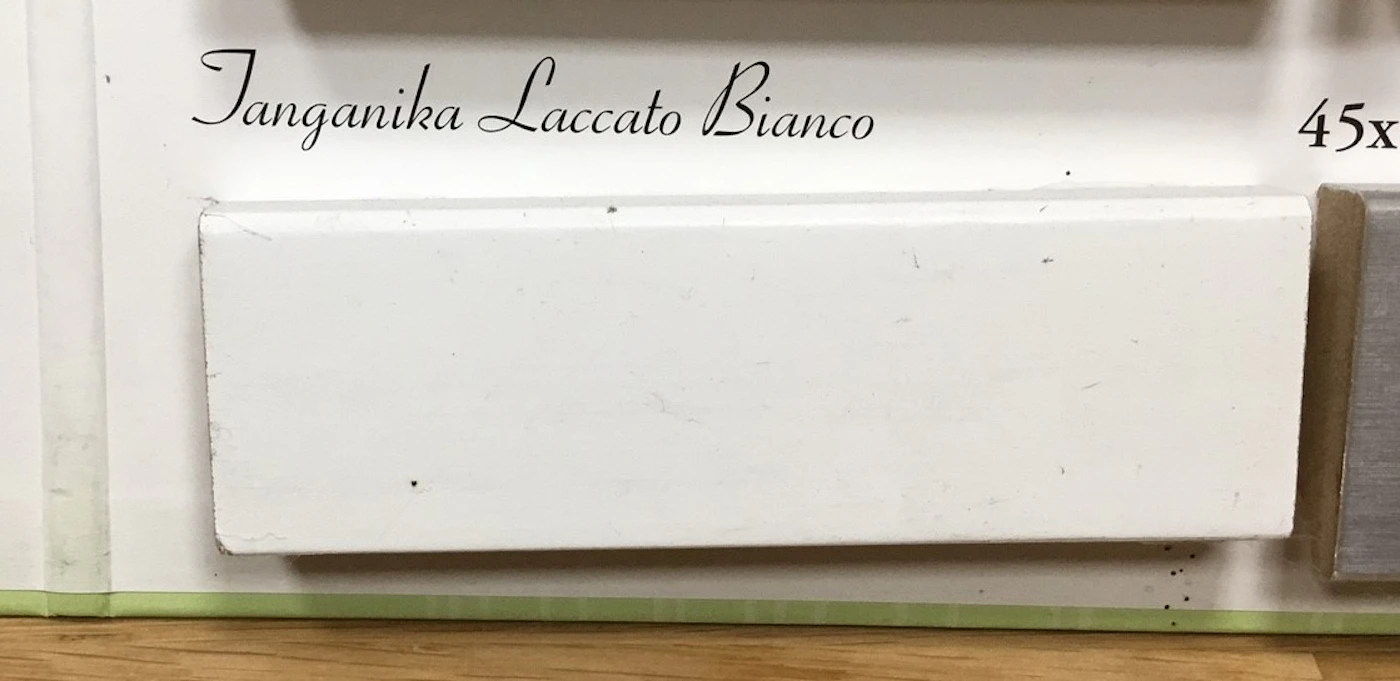 Tanganika Laccato Bianco
45x